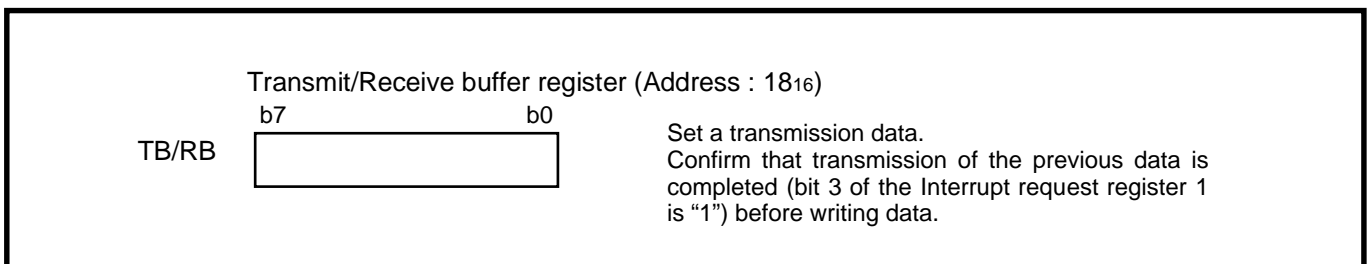 Transmit/Receive buffer register (Address : 18₁₆)
b7 b0
TB/RB
Set a transmission data.
Confirm that transmission of the previous data is
completed (bit 3 of the Interrupt request register 1
is “1”) before writing data.